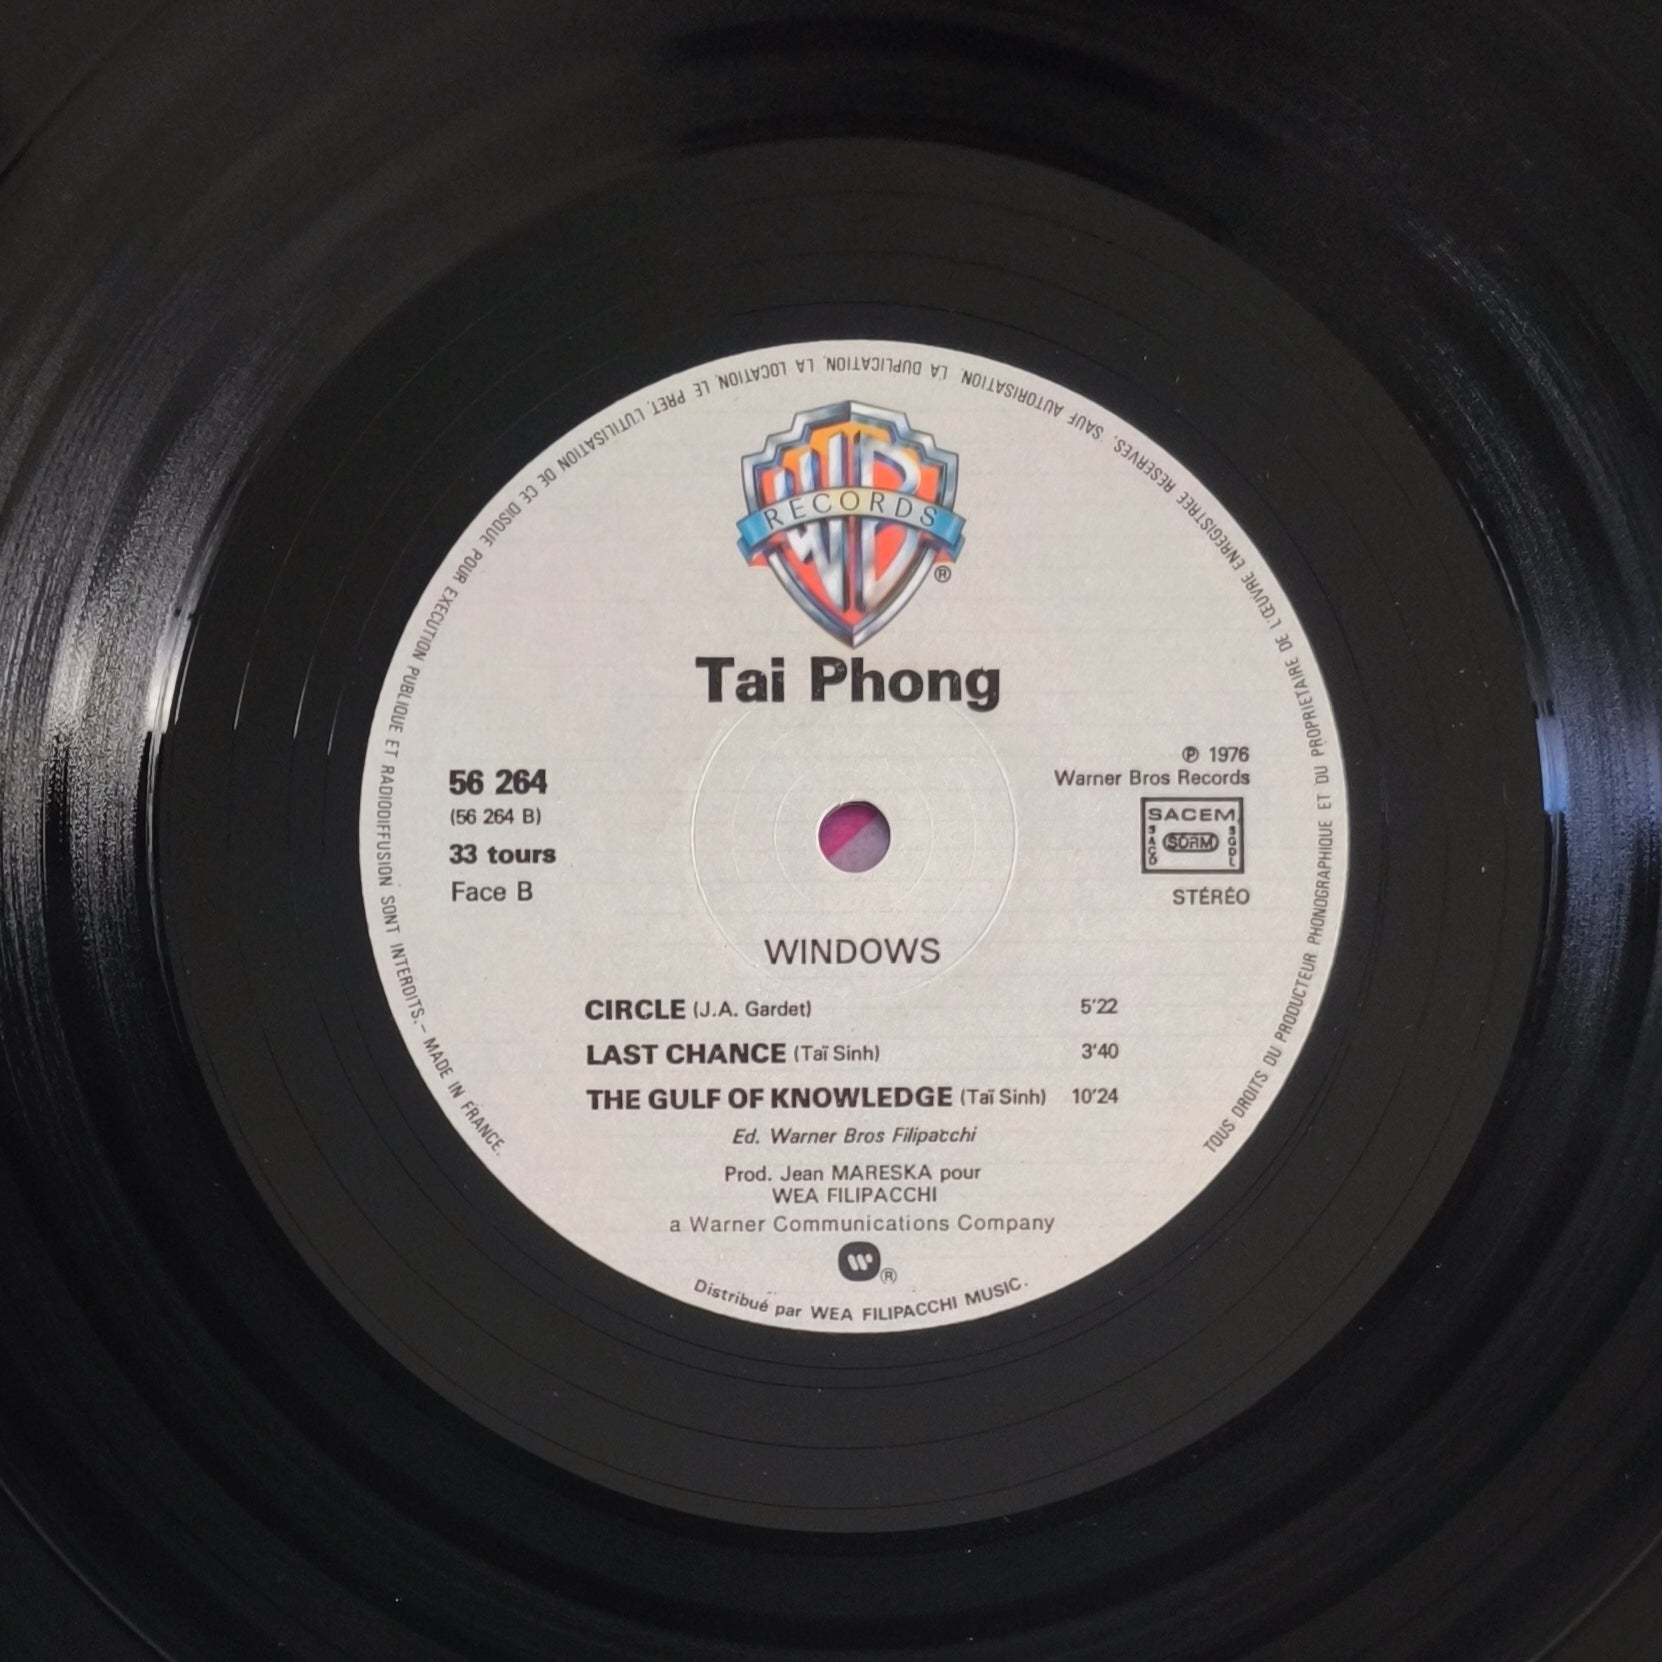 TOUS DROITS DU PRODUCTEUR PHONOGRAPHIQUE ET DU PROPRIETAIRE DE L'ŒUVRE ENREGISTREE RESERVES. SAUF AUTORISATION, LA DUPLICATION, LA LOCATION, LE PRET, L'UTILISATION DE CE DISQUE POUR EXECUTION PUBLIQUE ET RADIODIFFUSION SONT INTERDITS.- MADE IN FRANCE.
WB
RECORDS
®
Tai Phong
56 264
(56 264 B)
33 tours
Face B
℗ 1976
Warner Bros Records
SACEM
SACD
SDRM
SGDL
STÉRÉO
WINDOWS
CIRCLE (J.A. Gardet) 5'22
LAST CHANCE (Taï Sinh) 3'40
THE GULF OF KNOWLEDGE (Taï Sinh) 10'24
Ed. Warner Bros Filipacchi
Prod. Jean MARESKA pour
WEA FILIPACCHI
a Warner Communications Company
®
Distribué par WEA FILIPACCHI MUSIC.